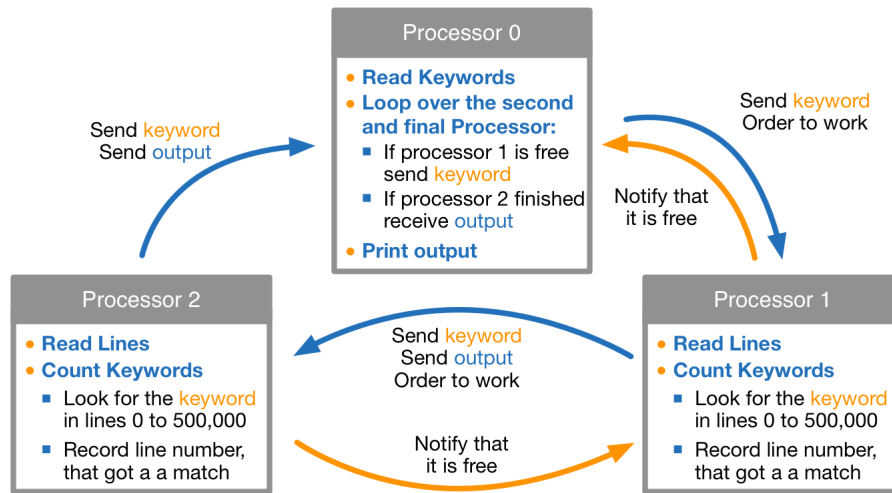 Processor 0
Read Keywords
Loop over the second
and final Processor:
If processor 1 is free
send keyword
If processor 2 finished
receive output
Print output
Send keyword
Send output
Send keyword
Order to work
Notify that
it is free
Processor 2
Read Lines
Count Keywords
Look for the keyword
in lines 0 to 500,000
Record line number,
that got a a match
Send keyword
Send output
Order to work
Notify that
it is free
Processor 1
Read Lines
Count Keywords
Look for the keyword
in lines 0 to 500,000
Record line number,
that got a a match